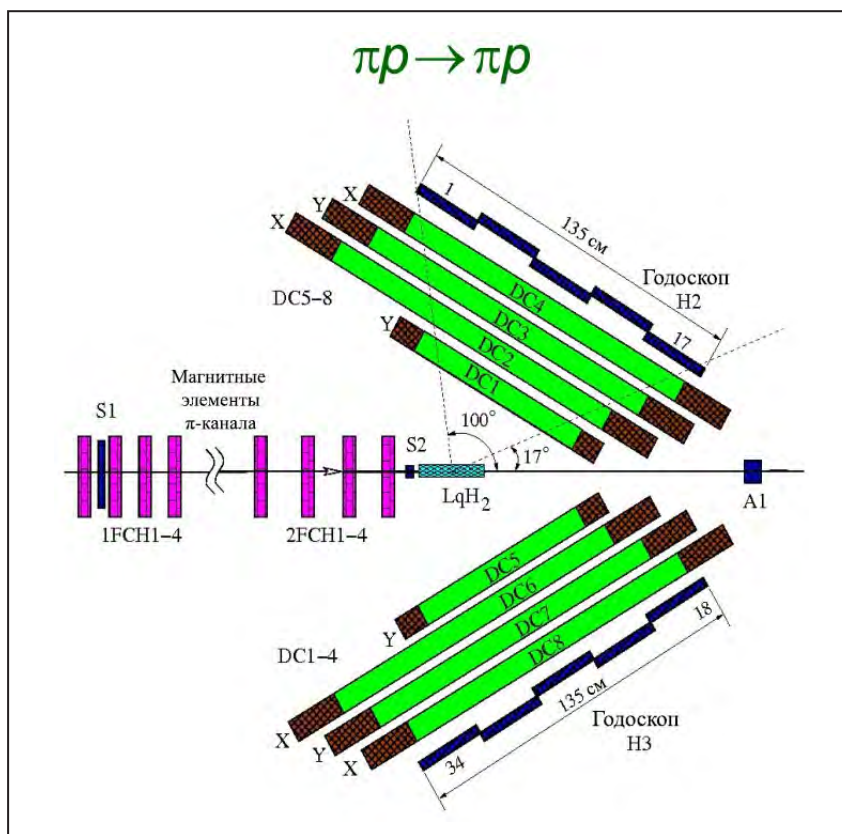 πp → πp
X
1
Y
135 см
X
DC4
Годоскоп
H2
DC5–8
DC3
Y
17
DC2
DC1
Магнитные
элементы
π-канала
S1
100°
S2
17°
LqH2
A1
1FCH1–4
2FCH1–4
DC5
DC6
DC7
18
Y
DC8
DC1–4
135 см
Годоскоп
H3
X
Y
34
X